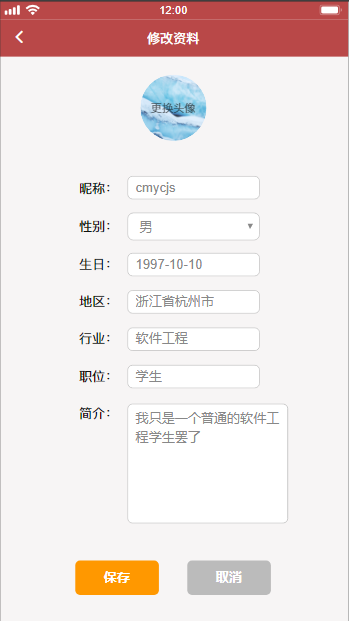 12:00
修改资料
更换头像
昵称： cmycjs
性别： 男
生日： 1997-10-10
地区： 浙江省杭州市
行业： 软件工程
职位： 学生
简介： 我只是一个普通的软件工
程学生罢了
保存 取消